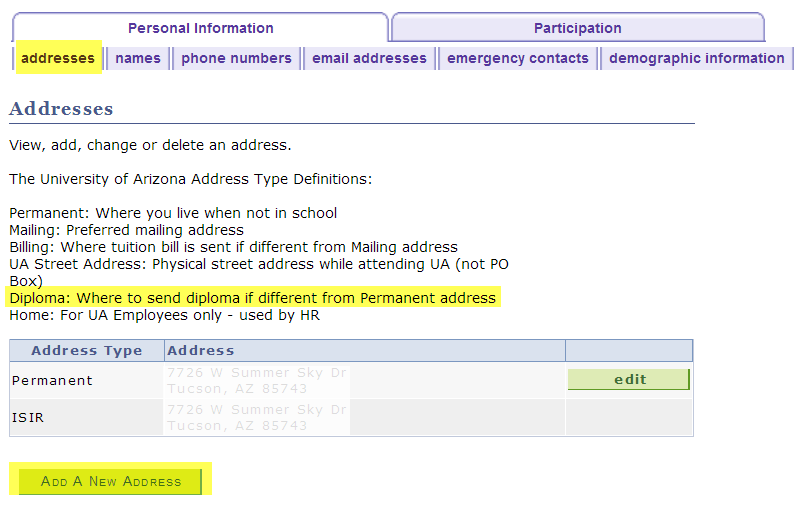 Personal Information Participation
addresses names phone numbers email addresses emergency contacts demographic information
Addresses
View, add, change or delete an address.
The University of Arizona Address Type Definitions:
Permanent: Where you live when not in school
Mailing: Preferred mailing address
Billing: Where tuition bill is sent if different from Mailing address
UA Street Address: Physical street address while attending UA (not PO
Box)
Diploma: Where to send diploma if different from Permanent address
Home: For UA Employees only - used by HR
Address Type Address
Permanent 7726 W Summer Sky Dr edit
Tucson, AZ 85743
ISIR 7726 W Summer Sky Dr
Tucson, AZ 85743
Add A New Address